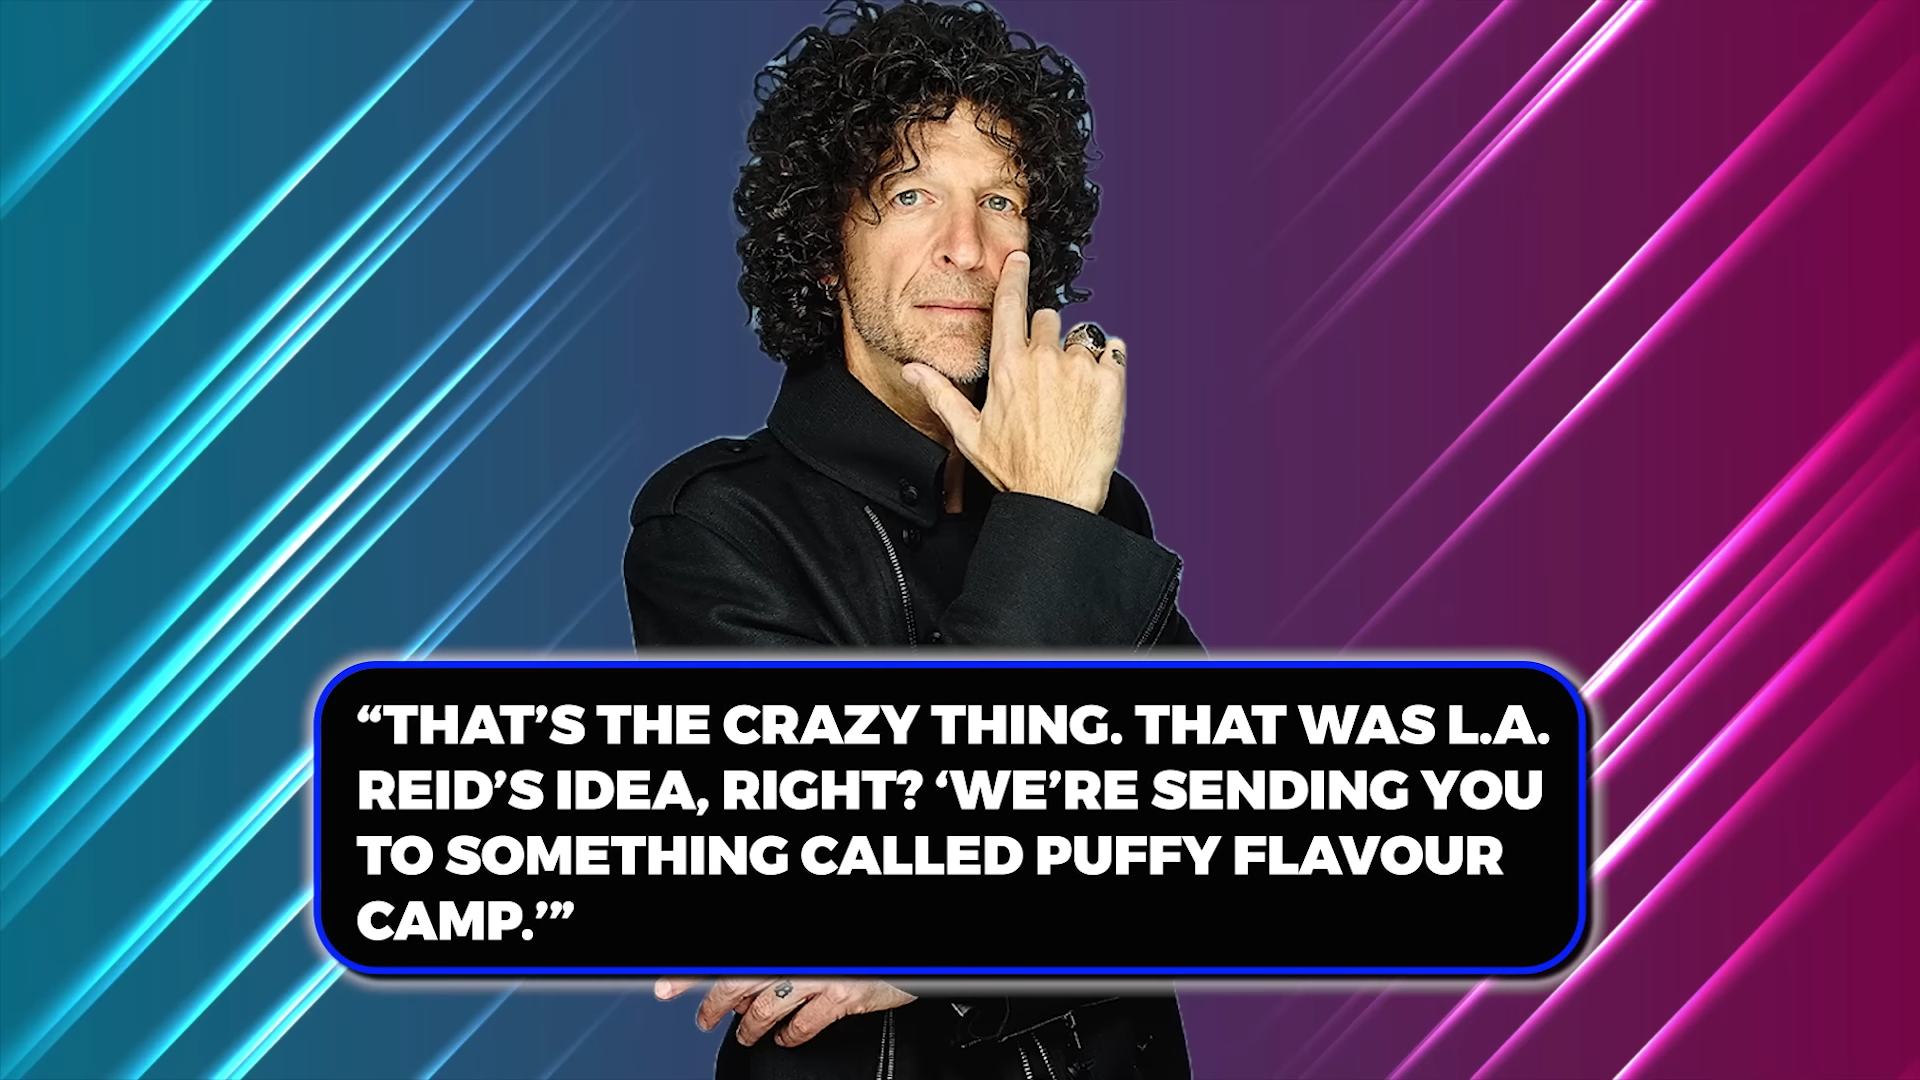 “THAT’S THE CRAZY THING. THAT WAS L.A.
REID’S IDEA, RIGHT? ‘WE’RE SENDING YOU
TO SOMETHING CALLED PUFFY FLAVOUR
CAMP.’”